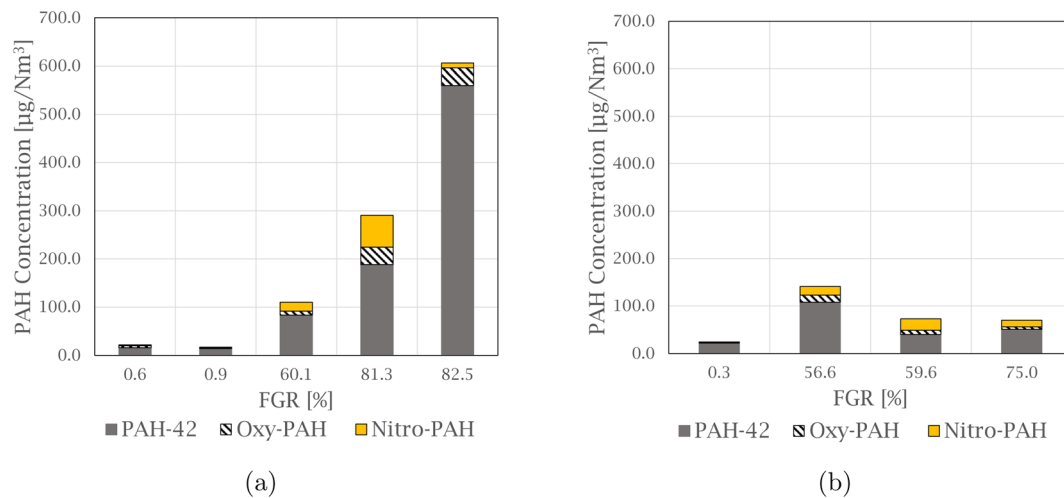 PAH Concentration [µg/Nm³]
700.0
600.0
500.0
400.0
300.0
200.0
100.0
0.0
0.6 0.9 60.1 81.3 82.5
FGR [%]
PAH-42 Oxy-PAH Nitro-PAH
(a)
PAH Concentration [µg/Nm³]
700.0
600.0
500.0
400.0
300.0
200.0
100.0
0.0
0.3 56.6 59.6 75.0
FGR [%]
PAH-42 Oxy-PAH Nitro-PAH
(b)